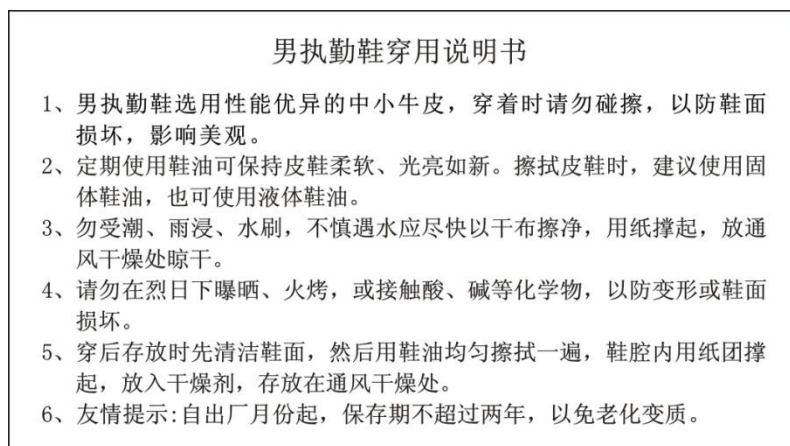 男执勤鞋穿用说明书
1、男执勤鞋选用性能优异的中小牛皮，穿着时请勿碰擦，以防鞋面
损坏，影响美观。
2、定期使用鞋油可保持皮鞋柔软、光亮如新。擦拭皮鞋时，建议使用固
体鞋油，也可使用液体鞋油。
3、勿受潮、雨浸、水刷，不慎遇水应尽快以干布擦净，用纸撑起，放通
风干燥处晾干。
4、请勿在烈日下曝晒、火烤，或接触酸、碱等化学物，以防变形或鞋面
损坏。
5、穿后存放时先清洁鞋面，然后用鞋油均匀擦拭一遍，鞋腔内用纸团撑
起，放入干燥剂，存放在通风干燥处。
6、友情提示:自出厂月份起，保存期不超过两年，以免老化变质。